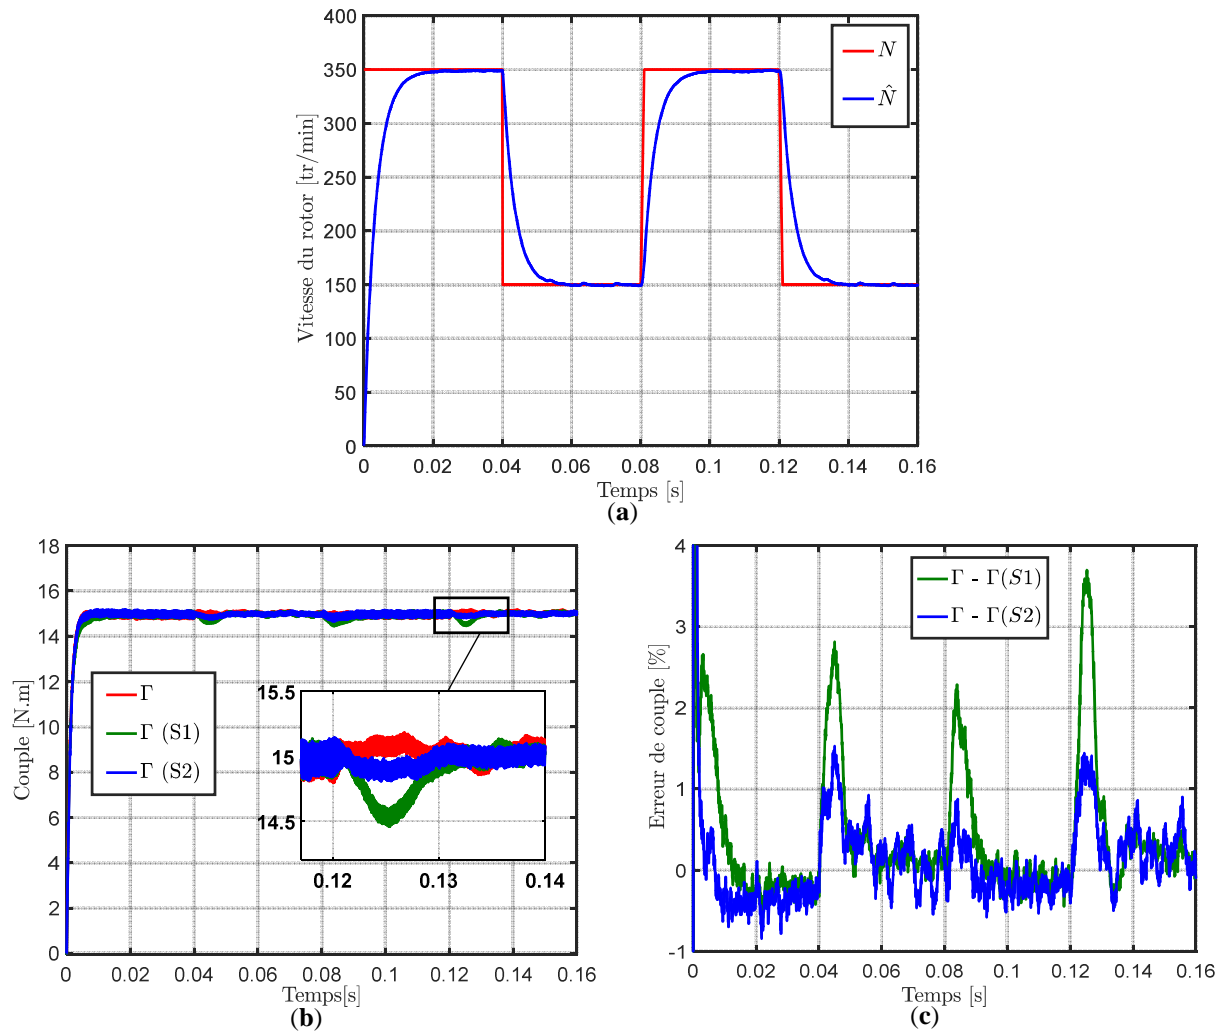 400
350
300
250
200
150
100
50
0
Vitesse du rotor [tr/min]
N
N̂
0 0.02 0.04 0.06 0.08 0.1 0.12 0.14 0.16
Temps [s]
(a)
18
16
14
12
10
8
6
4
2
0
Couple [N.m]
Γ
Γ (S1)
Γ (S2)
15.5
15
14.5
0.12 0.13 0.14
0 0.02 0.04 0.06 0.08 0.1 0.12 0.14 0.16
Temps[s]
(b)
4
3
2
1
0
-1
Erreur de couple [%]
Γ - Γ(S1)
Γ - Γ(S2)
0 0.02 0.04 0.06 0.08 0.1 0.12 0.14 0.16
Temps [s]
(c)